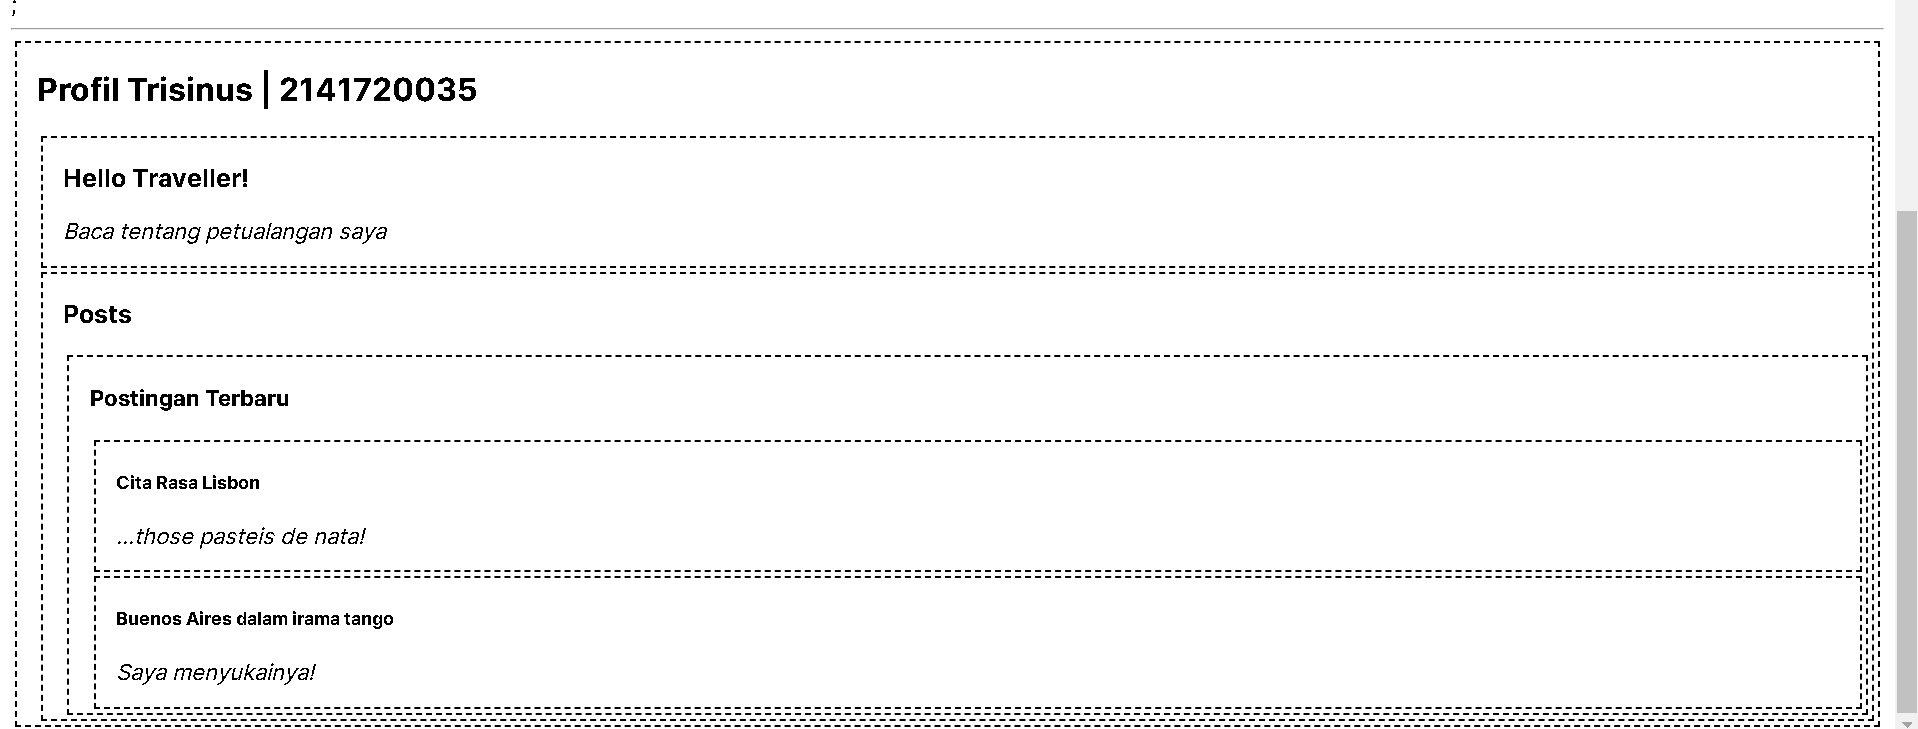 ;
Profil Trisinus | 2141720035
Hello Traveller!
Baca tentang petualangan saya
Posts
Postingan Terbaru
Cita Rasa Lisbon
...those pasteis de nata!
Buenos Aires dalam irama tango
Saya menyukainya!